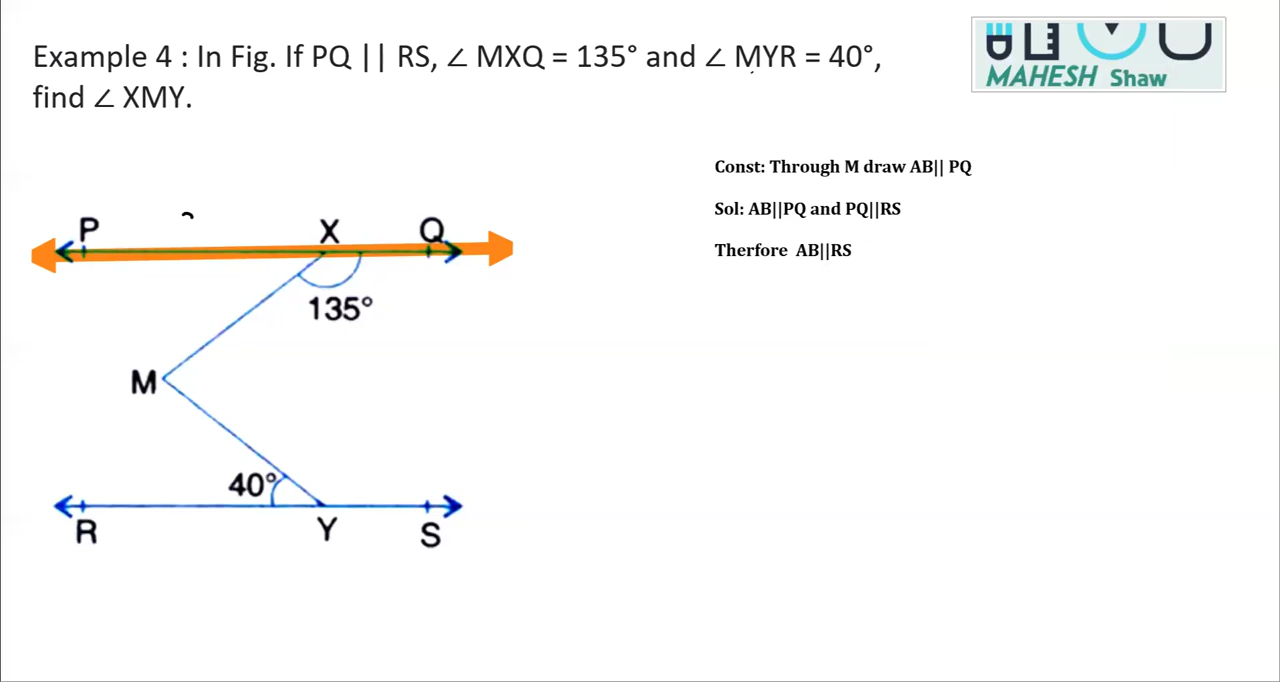 Example 4 : In Fig. If PQ || RS, ∠ MXQ = 135° and ∠ MYR = 40°,
find ∠ XMY.
MAHESH Shaw
Const: Through M draw AB|| PQ
Sol: AB||PQ and PQ||RS
Therfore AB||RS
P X Q
135°
M
40°
R Y S